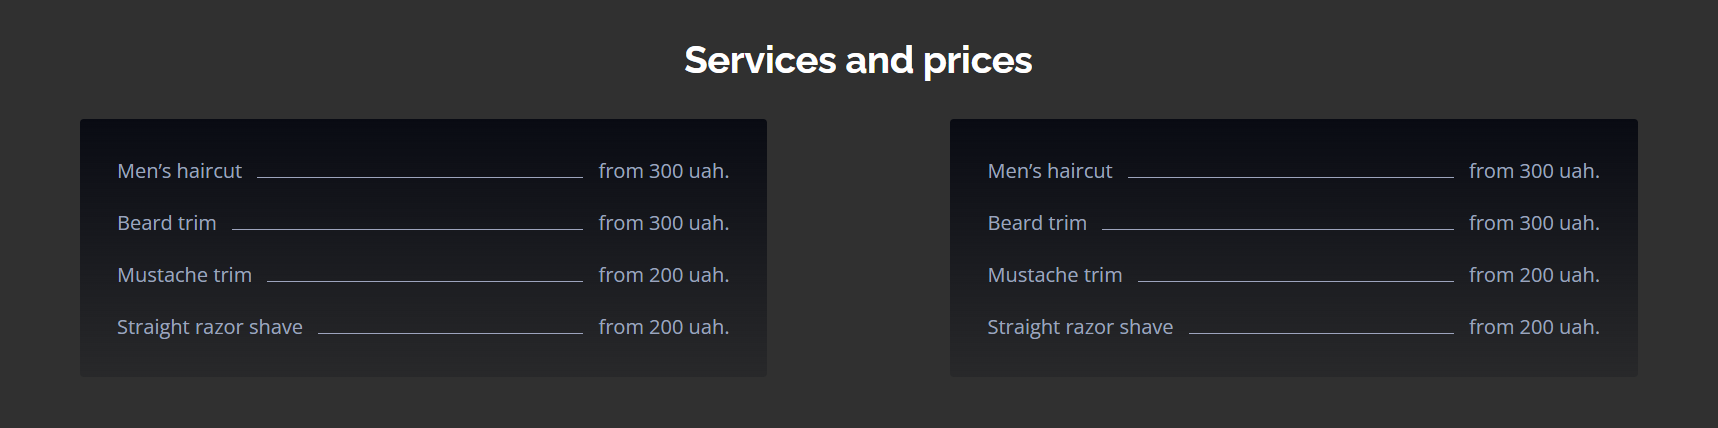 Services and prices
Men’s haircut from 300 uah.
Beard trim from 300 uah.
Mustache trim from 200 uah.
Straight razor shave from 200 uah.
Men’s haircut from 300 uah.
Beard trim from 300 uah.
Mustache trim from 200 uah.
Straight razor shave from 200 uah.